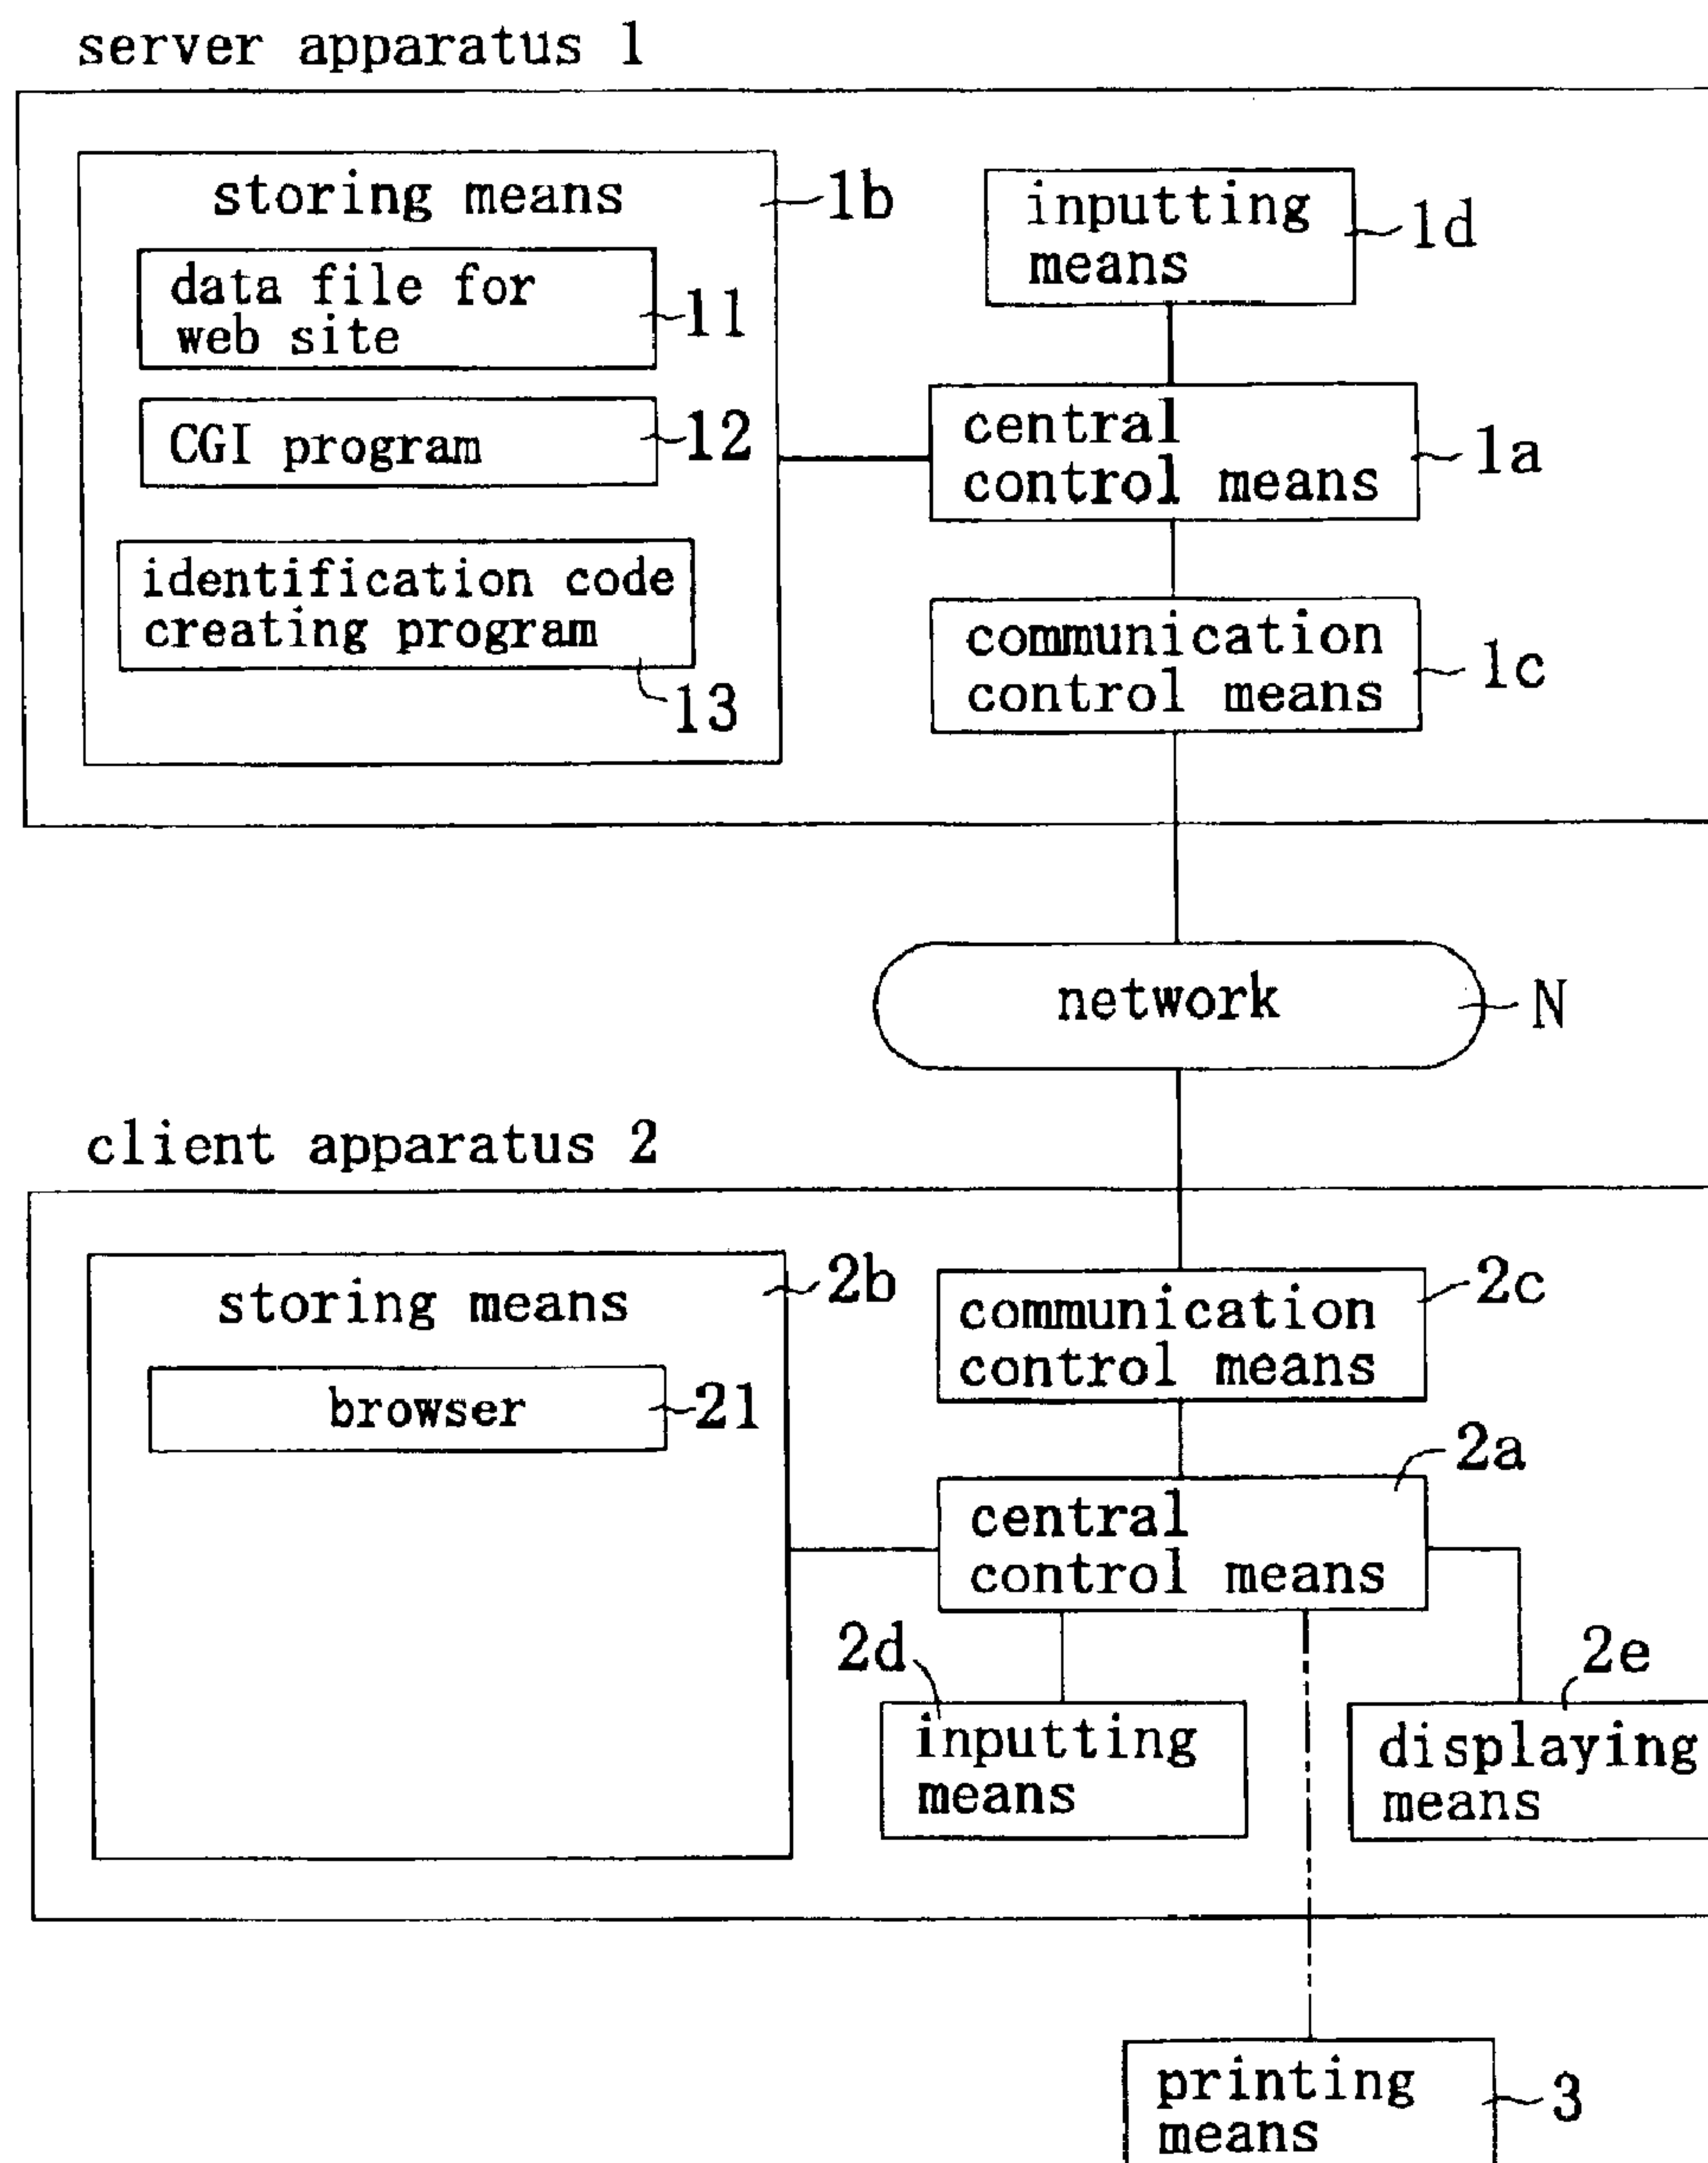 server apparatus 1
storing means
1b
inputting
means
1d
data file for
web site
11
CGI program
12
central
control means
1a
identification code
creating program
13
communication
control means
1c
network
N
client apparatus 2
storing means
2b
communication
control means
2c
browser
21
2a
central
control means
2d
2e
inputting
means
displaying
means
printing
means
3